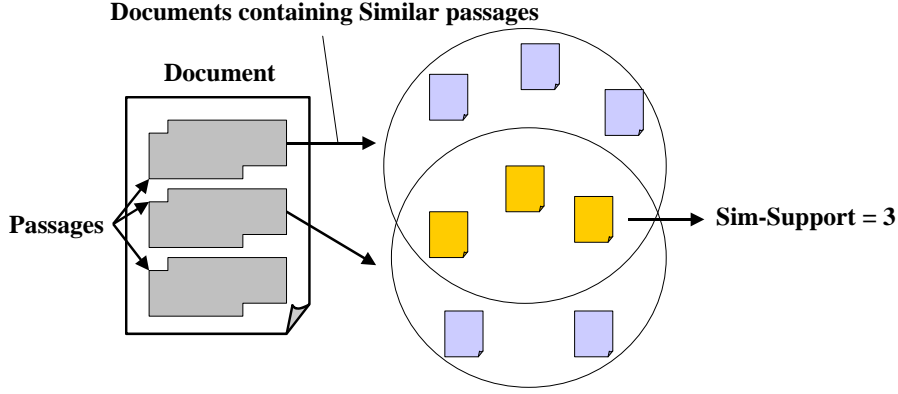 Documents containing Similar passages
Document
Passages
Sim-Support = 3